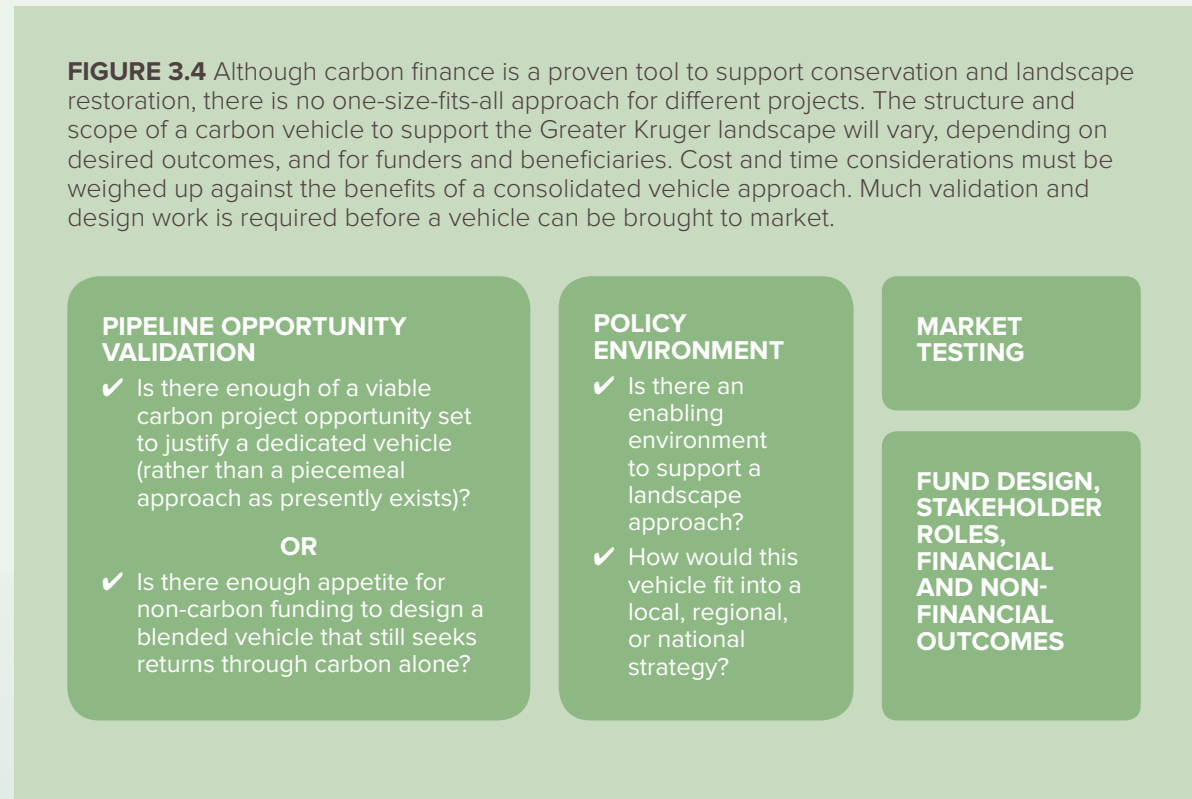 FIGURE 3.4 Although carbon finance is a proven tool to support conservation and landscape
restoration, there is no one-size-fits-all approach for different projects. The structure and
scope of a carbon vehicle to support the Greater Kruger landscape will vary, depending on
desired outcomes, and for funders and beneficiaries. Cost and time considerations must be
weighed up against the benefits of a consolidated vehicle approach. Much validation and
design work is required before a vehicle can be brought to market.
PIPELINE OPPORTUNITY
VALIDATION
✔ Is there enough of a viable
carbon project opportunity set
to justify a dedicated vehicle
(rather than a piecemeal
approach as presently exists)?
OR
✔ Is there enough appetite for
non-carbon funding to design a
blended vehicle that still seeks
returns through carbon alone?
POLICY
ENVIRONMENT
✔ Is there an
enabling
environment
to support a
landscape
approach?
✔ How would this
vehicle fit into a
local, regional,
or national
strategy?
MARKET
TESTING
FUND DESIGN,
STAKEHOLDER
ROLES,
FINANCIAL
AND NON-
FINANCIAL
OUTCOMES